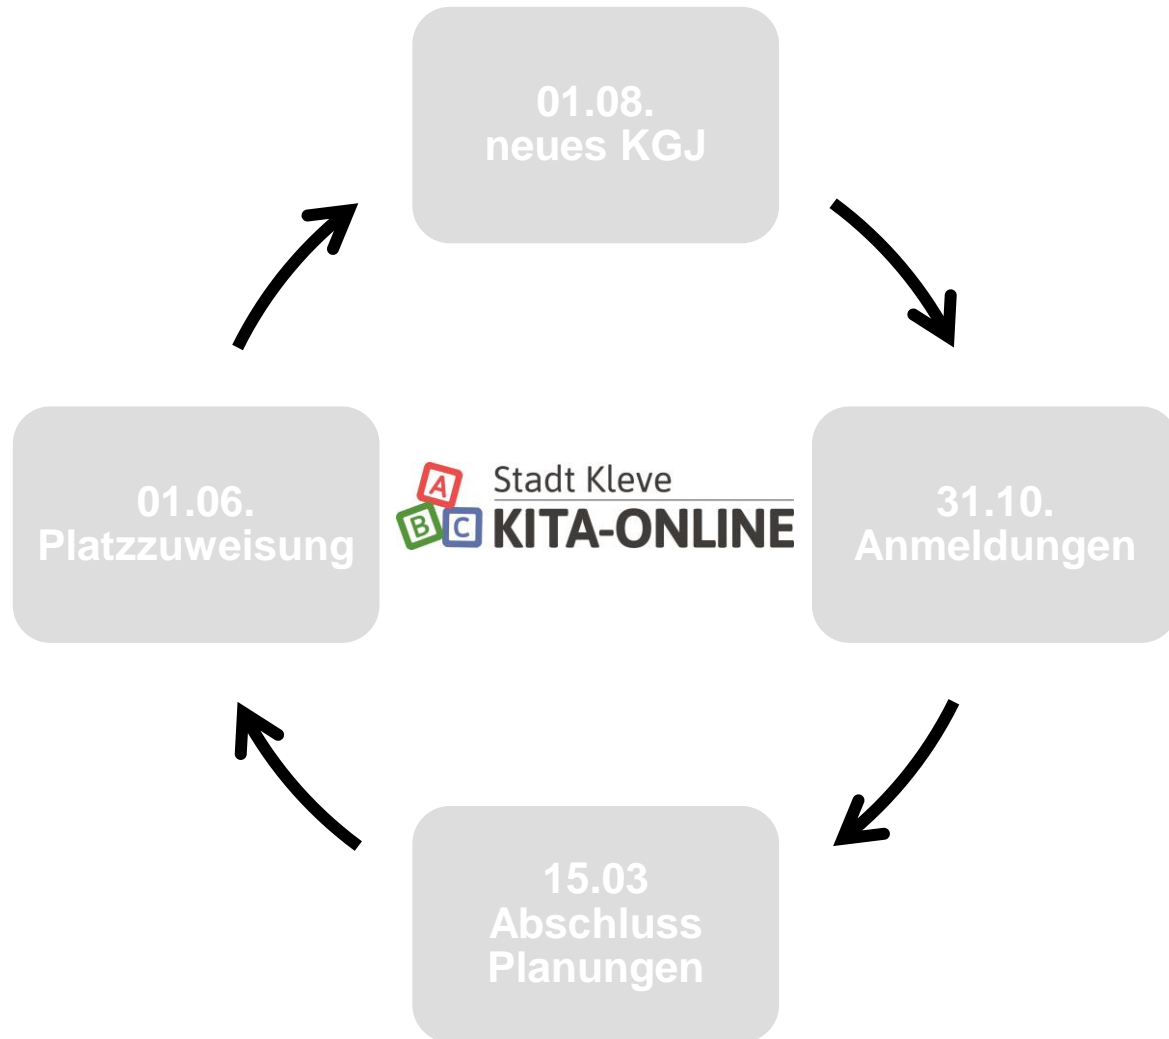 01.08.
neues KGJ
01.06.
Platzzuweisung
A
B
C
Stadt Kleve
KITA-ONLINE
31.10.
Anmeldungen
15.03
Abschluss
Planungen